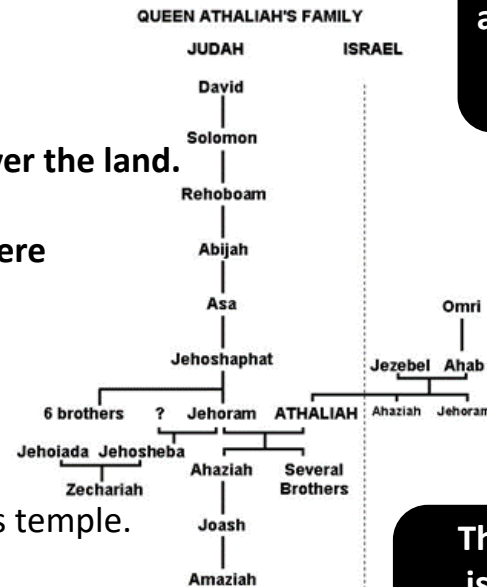 QUEEN ATHALIAH'S FAMILY
a
JUDAH ISRAEL
David
Solomon
ver the land.
Rehoboam
ere
Abijah
Asa
Omri
Jehoshaphat
Jezebel Ahab
6 brothers ? Jehoram ATHALIAH Ahaziah Jehoram
Jehoiada Jehosheba
Ahaziah Several
Brothers
Zechariah
s temple.
Joash
Th
is
Amaziah